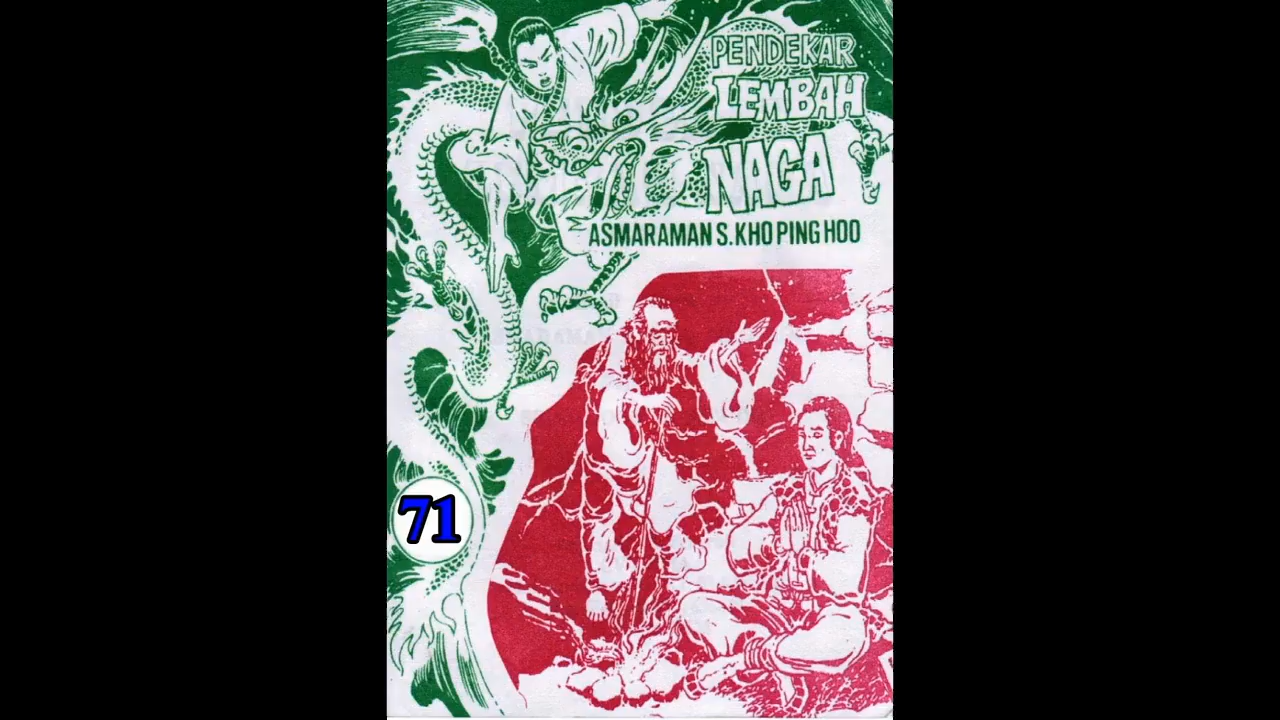 PENDEKAR
LEMBAH
NAGA
ASMARAMAN S. KHO PING HOO
71